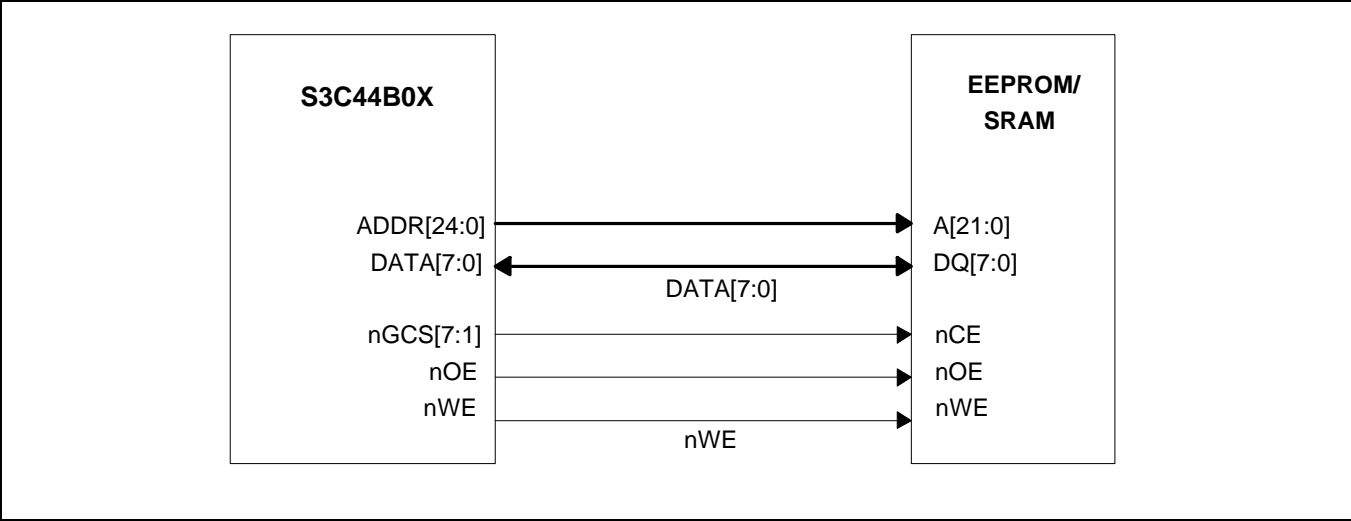 S3C44B0X
EEPROM/
SRAM
ADDR[24:0]
A[21:0]
DATA[7:0]
DQ[7:0]
DATA[7:0]
nGCS[7:1]
nCE
nOE
nOE
nWE
nWE
nWE